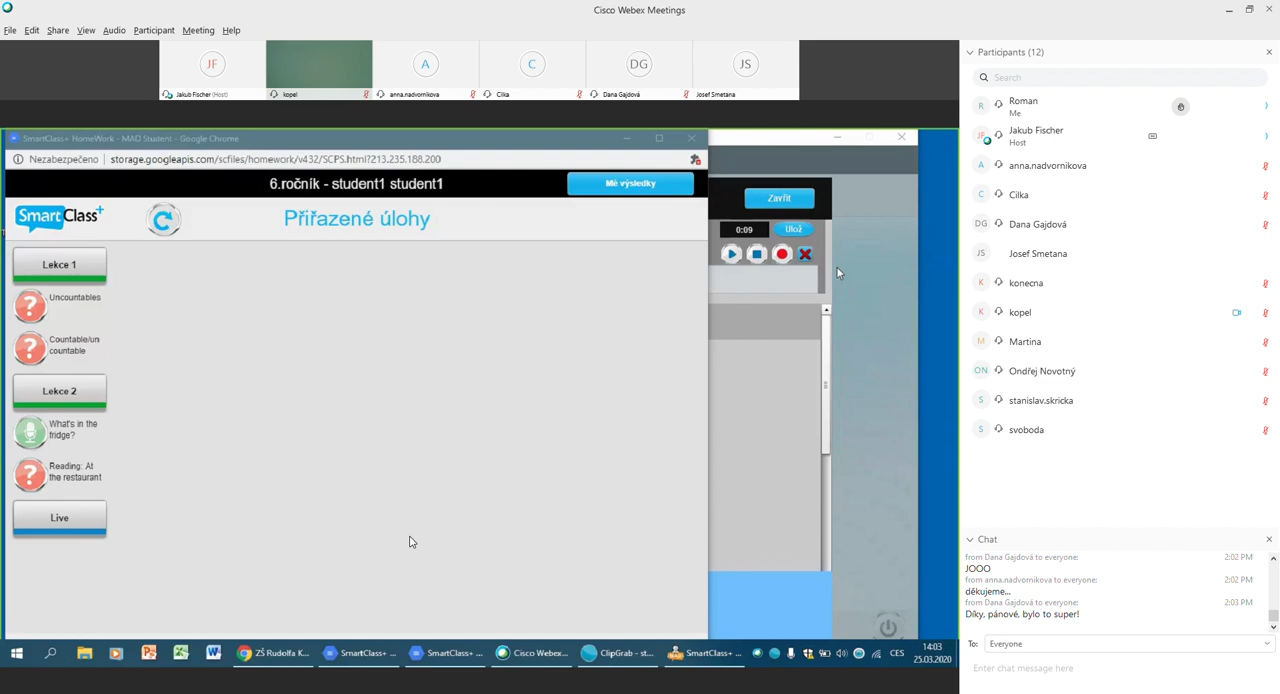 Cisco Webex Meetings
File Edit Share View Audio Participant Meeting Help
JF A C DG JS
Jakub Fischer (Host) kopel anna.nadvornikova Cilka Dana Gajdová Josef Smetana
SmartClass+ HomeWork - MAD Student - Google Chrome
Nezabezpečeno storage.googleapis.com/scfiles/homework/v432/SCPS.html?213.235.188.200
6.ročník - student1 student1
Mé výsledky
Zavřít
SmartClass+
Přiřazené úlohy
0:09 Ulož
Lekce 1
Uncountables
Countable/un
countable
Lekce 2
What's in the
fridge?
Reading: At
the restaurant
Live
ZŠ Rudolfa K...
SmartClass+ ...
SmartClass+ ...
Cisco Webex...
ClipGrab - st...
SmartClass+ ...
CES
14:03
25.03.2020
Participants (12)
Search
R Roman
Me
JF Jakub Fischer
Host
A anna.nadvornikova
C Cilka
DG Dana Gajdová
JS Josef Smetana
K konecna
K kopel
M Martina
ON Ondřej Novotný
S stanislav.skricka
S svoboda
Chat
from Dana Gajdová to everyone: 2:02 PM
JOOO
from anna.nadvornikova to everyone: 2:02 PM
děkujeme...
from Dana Gajdová to everyone: 2:03 PM
Díky, pánové, bylo to super!
To: Everyone
Enter chat message here